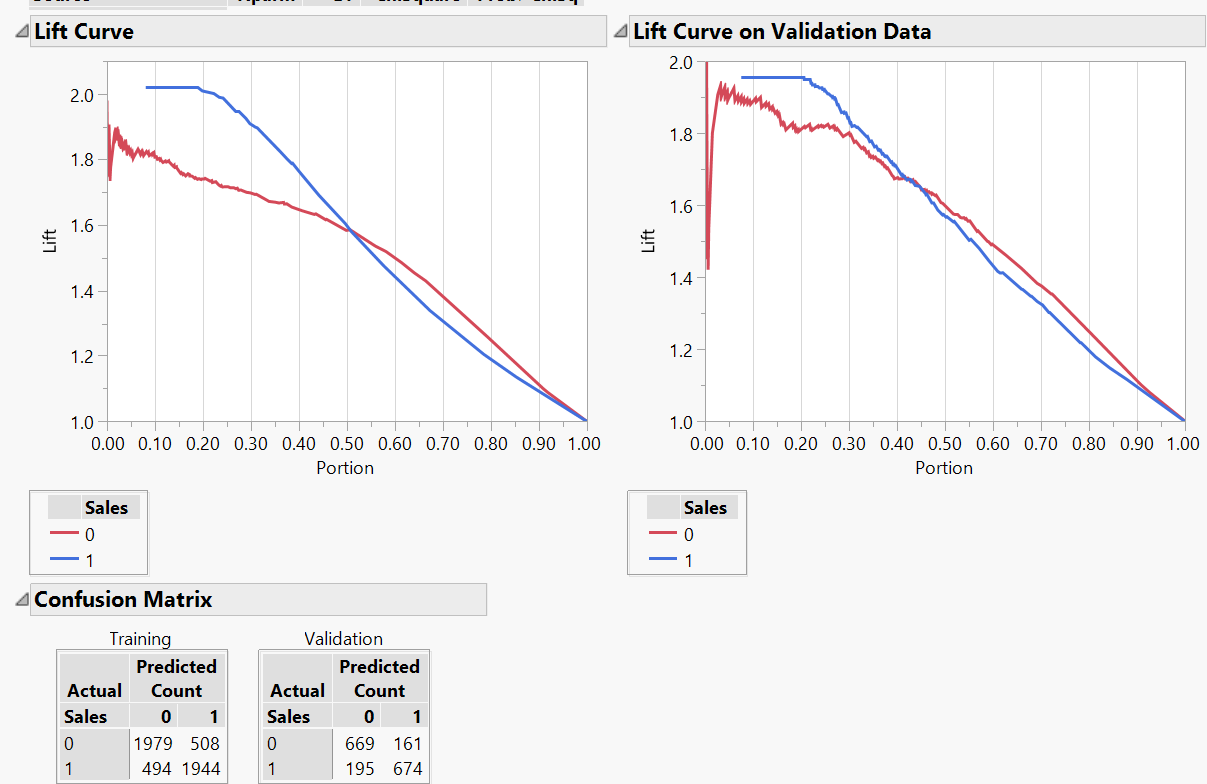 Lift Curve
Lift Curve on Validation Data
2.0
1.8
1.6
1.4
1.2
1.0
Lift
0.00 0.10 0.20 0.30 0.40 0.50 0.60 0.70 0.80 0.90 1.00
Portion
2.0
1.8
1.6
1.4
1.2
1.0
Lift
0.00 0.10 0.20 0.30 0.40 0.50 0.60 0.70 0.80 0.90 1.00
Portion
Sales
0
1
Sales
0
1
Confusion Matrix
Training
Predicted
Actual Count
Sales 0 1
0 1979 508
1 494 1944
Validation
Predicted
Actual Count
Sales 0 1
0 669 161
1 195 674